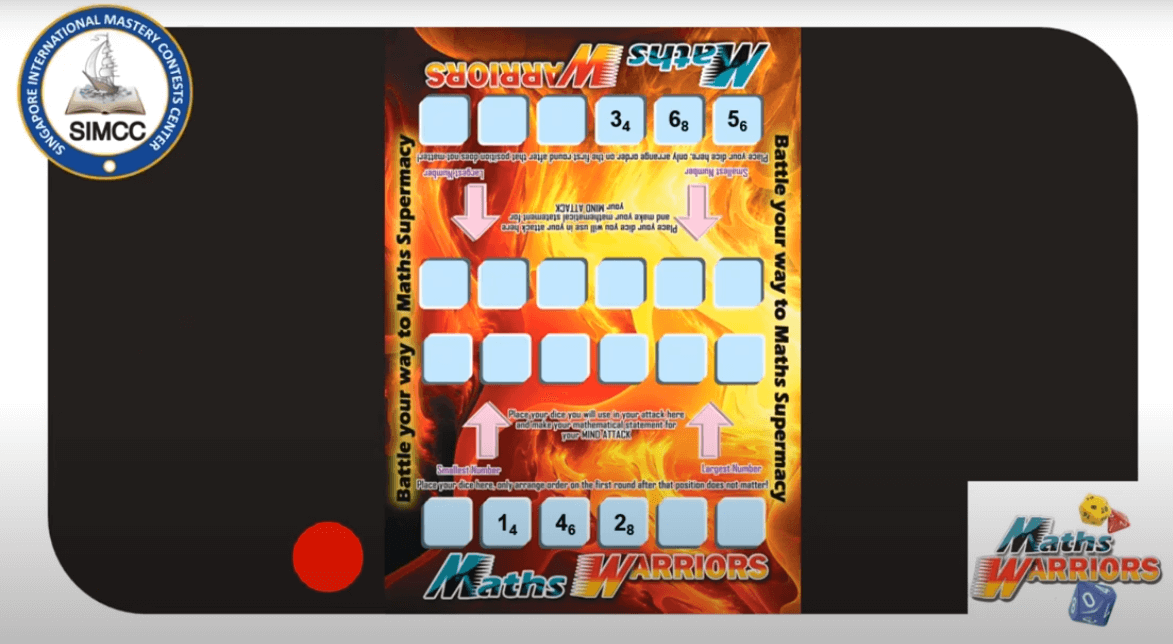 SINGAPORE INTERNATIONAL MASTERY CONTESTS CENTER
SIMCC
Maths WARRIORS
3₄ 6₈ 5₆
Place your dice here, only arrange order on the first round after that position does not matter!
Largest Number
Smallest Number
Place your dice you will use in your attack here
and make your mathematical statement for
your MIND ATTACK
Battle your way to Maths Supermacy
Battle your way to Maths Supermacy
Place your dice you will use in your attack here
and make your mathematical statement for
your MIND ATTACK
Smallest Number
Largest Number
Place your dice here, only arrange order on the first round after that position does not matter!
1₄ 4₆ 2₈
Maths WARRIORS
Maths
WARRIORS
0